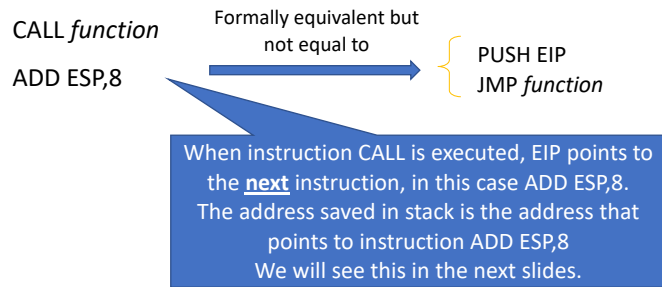 CALL function
ADD ESP,8
Formally equivalent but
not equal to
PUSH EIP
JMP function
When instruction CALL is executed, EIP points to
the next instruction, in this case ADD ESP,8.
The address saved in stack is the address that
points to instruction ADD ESP,8
We will see this in the next slides.